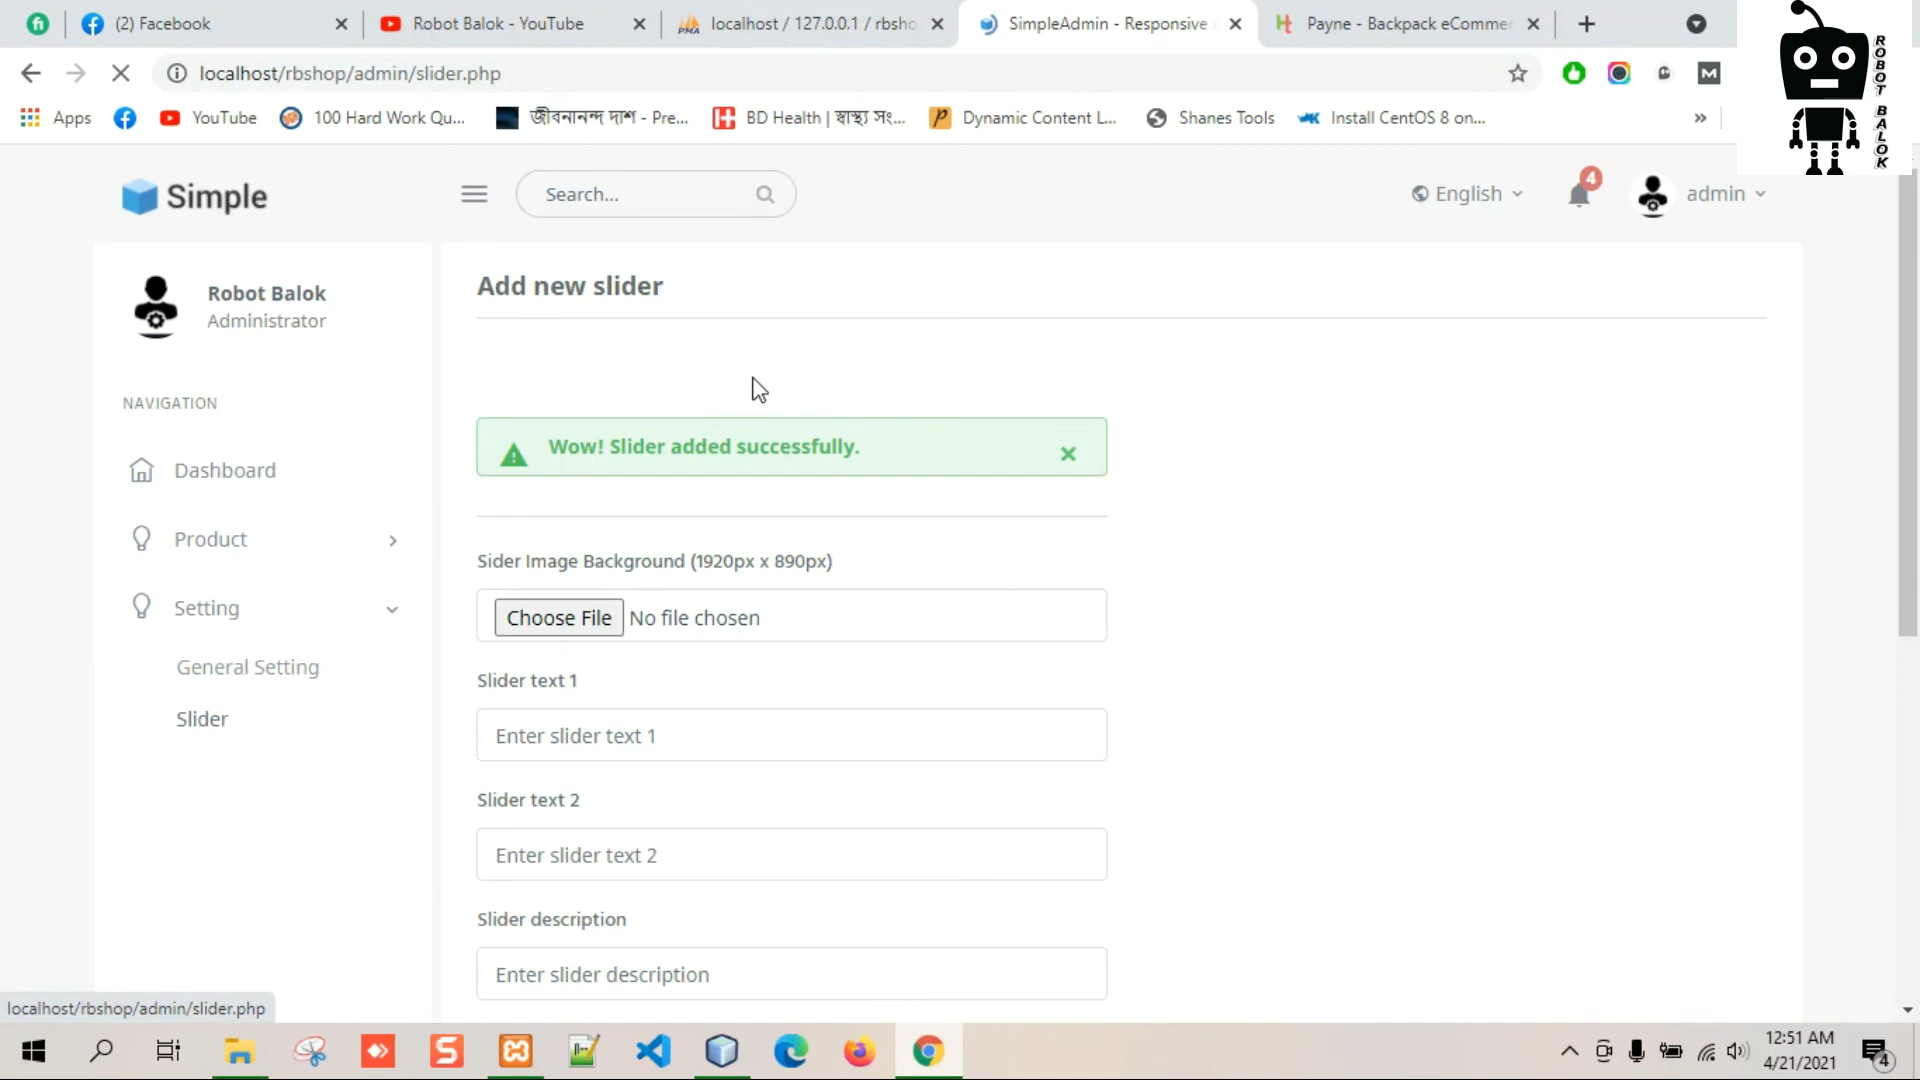 (2) Facebook
Robot Balok - YouTube
localhost / 127.0.0.1 / rbsho
SimpleAdmin - Responsive
Payne - Backpack eCommer
localhost/rbshop/admin/slider.php
Apps
YouTube
100 Hard Work Qu...
জীবনানন্দ দাশ - Pre...
BD Health | স্বাস্থ্য সং...
Dynamic Content L...
Shanes Tools
Install CentOS 8 on...
»
ROBOT BALOK
Simple
Search...
English
4
admin
Robot Balok
Administrator
NAVIGATION
Dashboard
Product
Setting
General Setting
Slider
Add new slider
Wow! Slider added successfully.
Sider Image Background (1920px x 890px)
Choose File No file chosen
Slider text 1
Enter slider text 1
Slider text 2
Enter slider text 2
Slider description
Enter slider description
localhost/rbshop/admin/slider.php
12:51 AM
4/21/2021
4